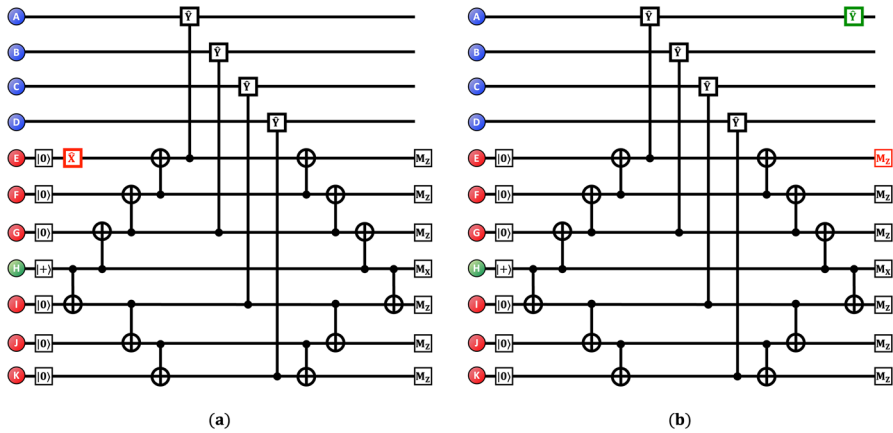 A Ŷ A Ŷ Ŷ
B Ŷ B Ŷ
C Ŷ C Ŷ
D Ŷ D Ŷ
E |0⟩ X̂ M_Z E |0⟩ M_Z
F |0⟩ M_Z F |0⟩ M_Z
G |0⟩ M_Z G |0⟩ M_Z
H |+⟩ M_X H |+⟩ M_X
I |0⟩ M_Z I |0⟩ M_Z
J |0⟩ M_Z J |0⟩ M_Z
K |0⟩ M_Z K |0⟩ M_Z
(a) (b)